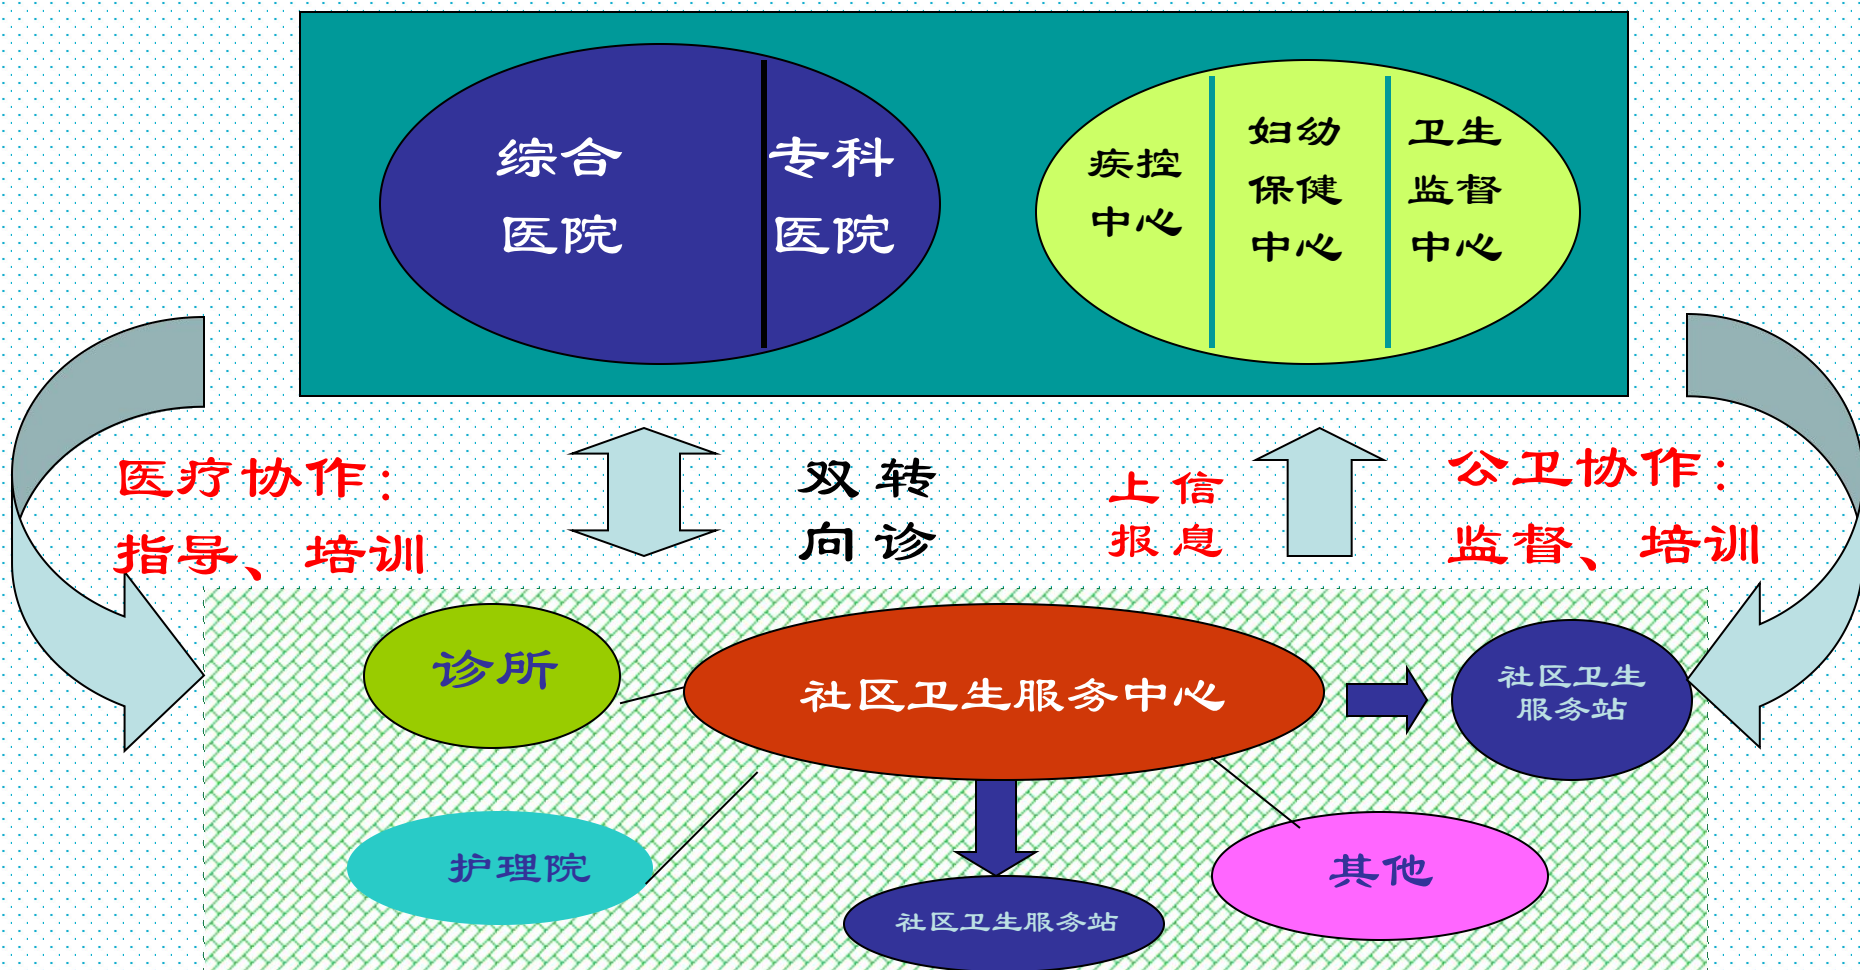 综合
医院
专科
医院
疾控
中心
妇幼
保健
中心
卫生
监督
中心
医疗协作：
指导、培训
双 转
向 诊
上 信
报 息
公卫协作：
监督、培训
诊所
社区卫生服务中心
社区卫生
服务站
护理院
社区卫生服务站
其他